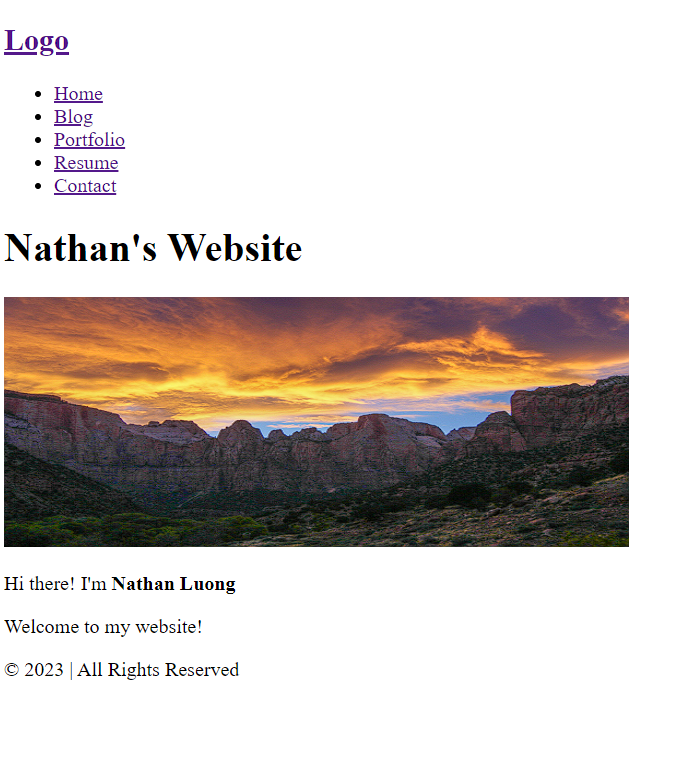 Logo
Home
Blog
Portfolio
Resume
Contact
Nathan's Website
Hi there! I'm Nathan Luong
Welcome to my website!
© 2023 | All Rights Reserved